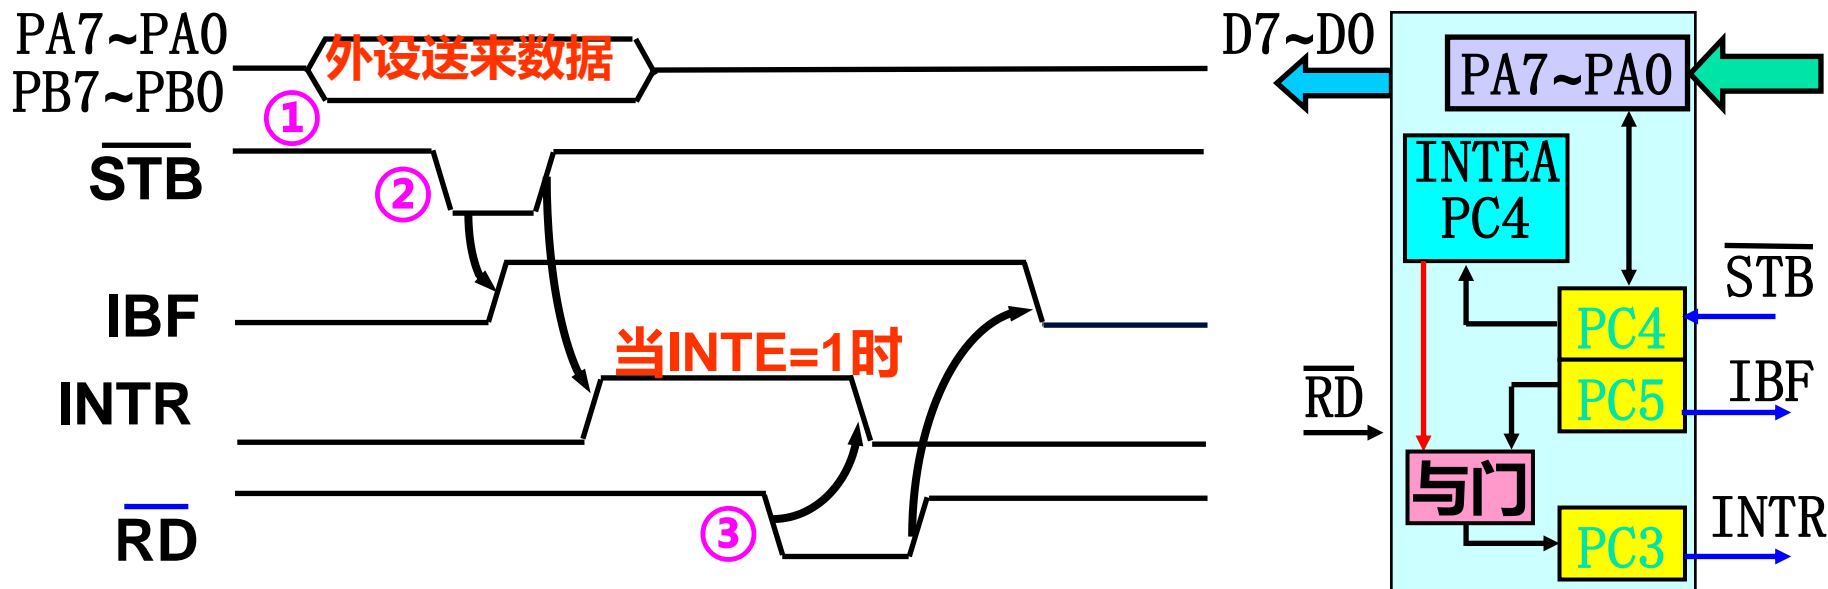 PA7~PA0
PB7~PB0
外设送来数据
①
STB
②
IBF
当INTE=1时
INTR
RD
③
D7~D0
PA7~PA0
INTEA
PC4
STB
PC4
IBF
PC5
RD
与门
INTR
PC3